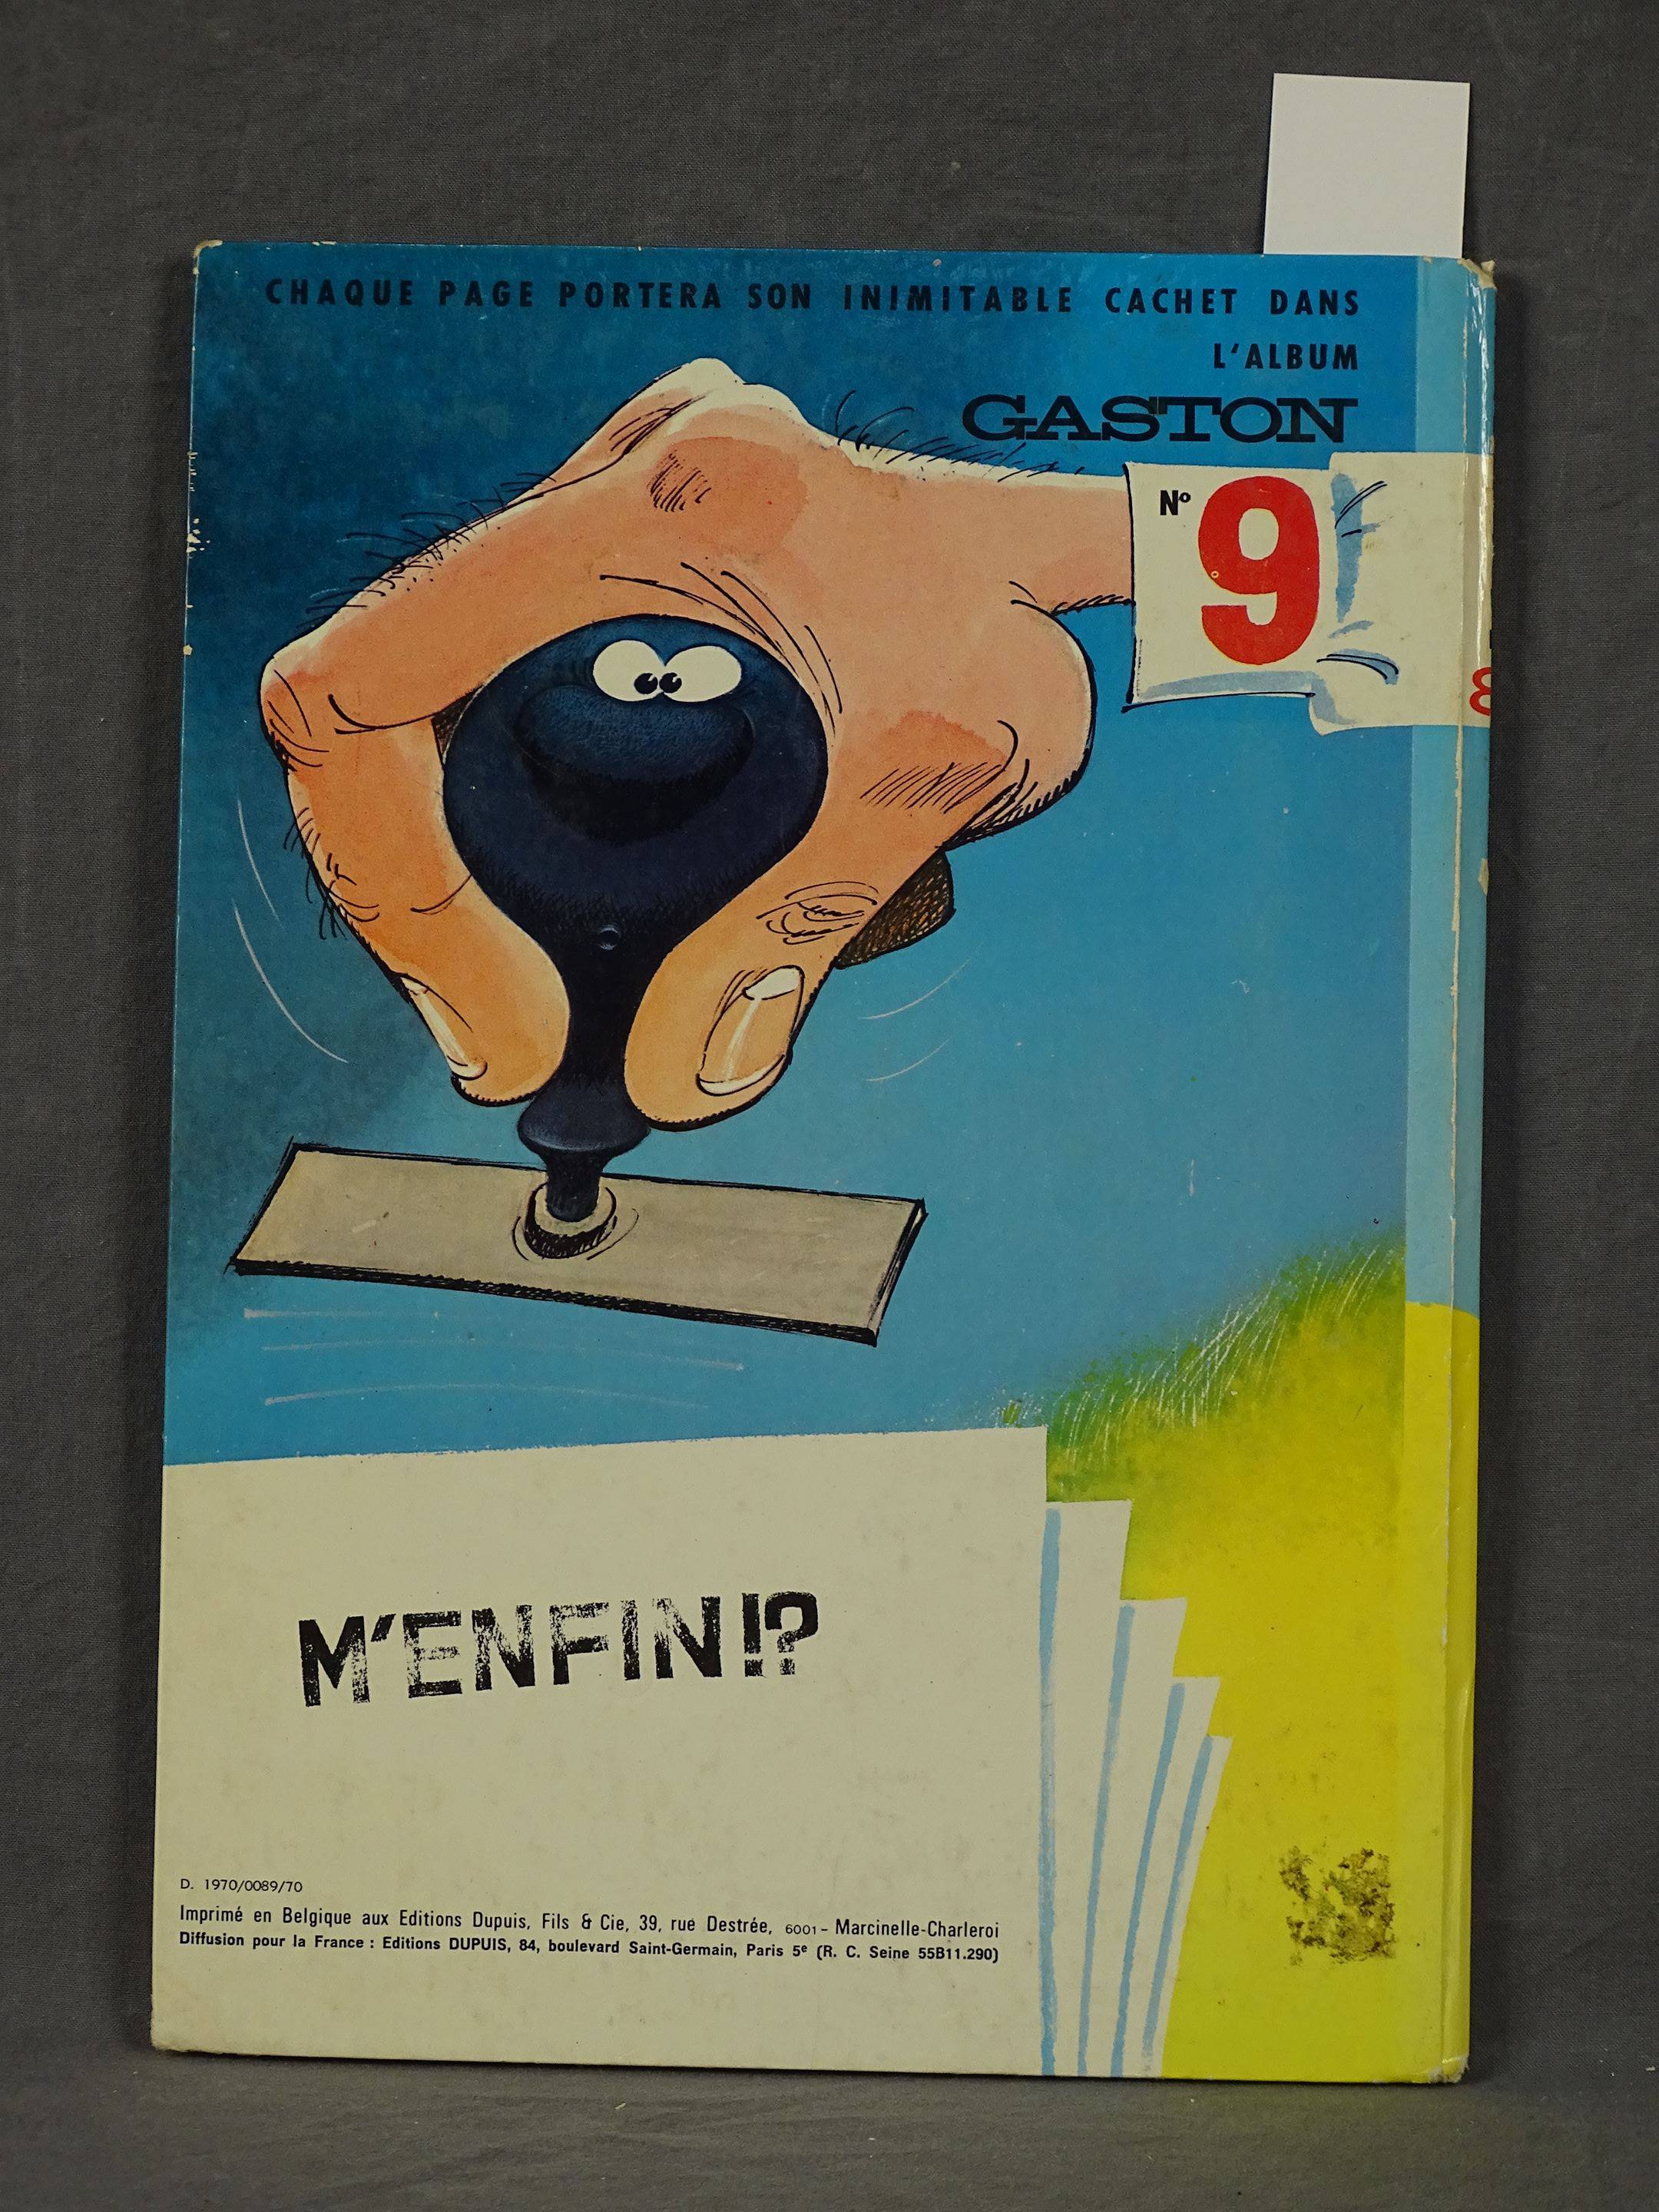 CHAQUE PAGE PORTERA SON INIMITABLE CACHET DANS
L'ALBUM
GASTON
Nº 9
8
M'ENFIN!?
D. 1970/0089/70
Imprimé en Belgique aux Editions Dupuis, Fils & Cie, 39, rue Destrée, 6001 - Marcinelle-Charleroi
Diffusion pour la France : Editions DUPUIS, 84, boulevard Saint-Germain, Paris 5e (R. C. Seine 55B11.290)